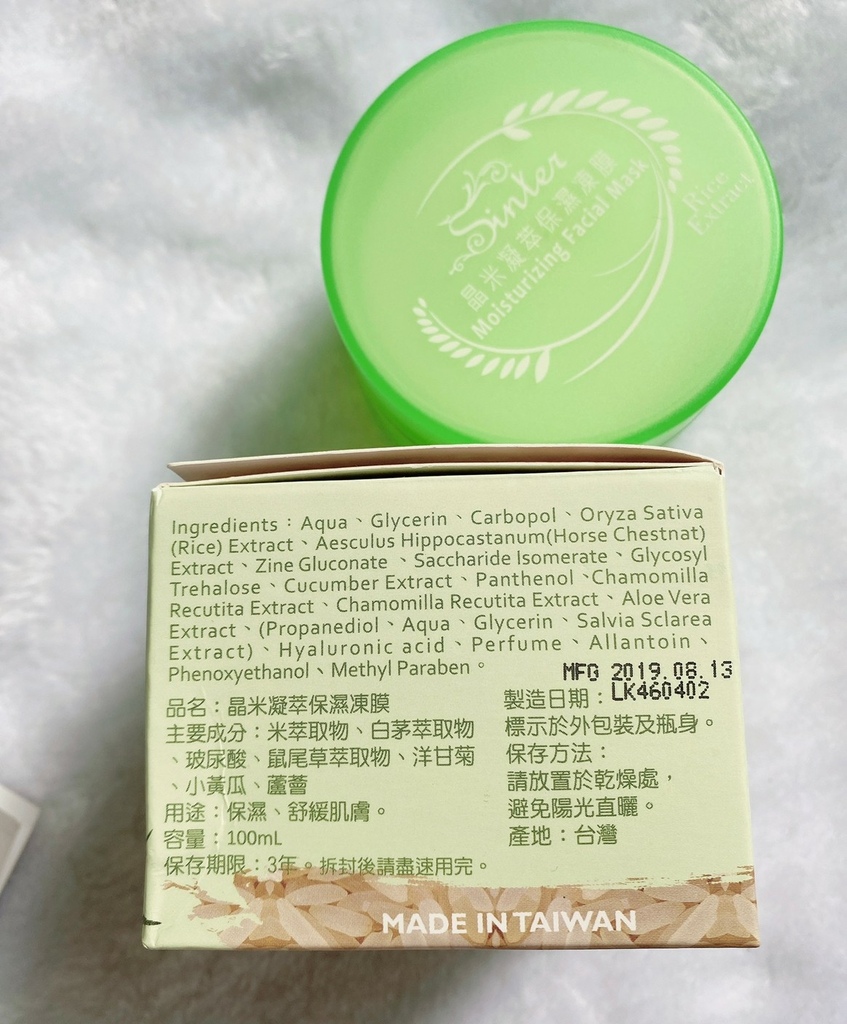 Sinter
晶米凝萃保濕凍膜
Moisturizing Facial Mask
Rice
Extract
Ingredients：Aqua、Glycerin、Carbopol、Oryza Sativa
(Rice) Extract、Aesculus Hippocastanum(Horse Chestnat)
Extract、Zine Gluconate、Saccharide Isomerate、Glycosyl
Trehalose、Cucumber Extract、Panthenol、Chamomilla
Recutita Extract、Chamomilla Recutita Extract、Aloe Vera
Extract、(Propanediol、Aqua、Glycerin、Salvia Sclarea
Extract)、Hyaluronic acid、Perfume、Allantoin、
Phenoxyethanol、Methyl Paraben。
品名：晶米凝萃保濕凍膜
主要成分：米萃取物、白茅萃取物
、玻尿酸、鼠尾草萃取物、洋甘菊
、小黃瓜、蘆薈
用途：保濕、舒緩肌膚。
容量：100mL
保存期限：3年。拆封後請盡速用完。
MFG 2019.08.13
製造日期：LK460402
標示於外包裝及瓶身。
保存方法：
請放置於乾燥處，
避免陽光直曬。
產地：台灣
MADE IN TAIWAN